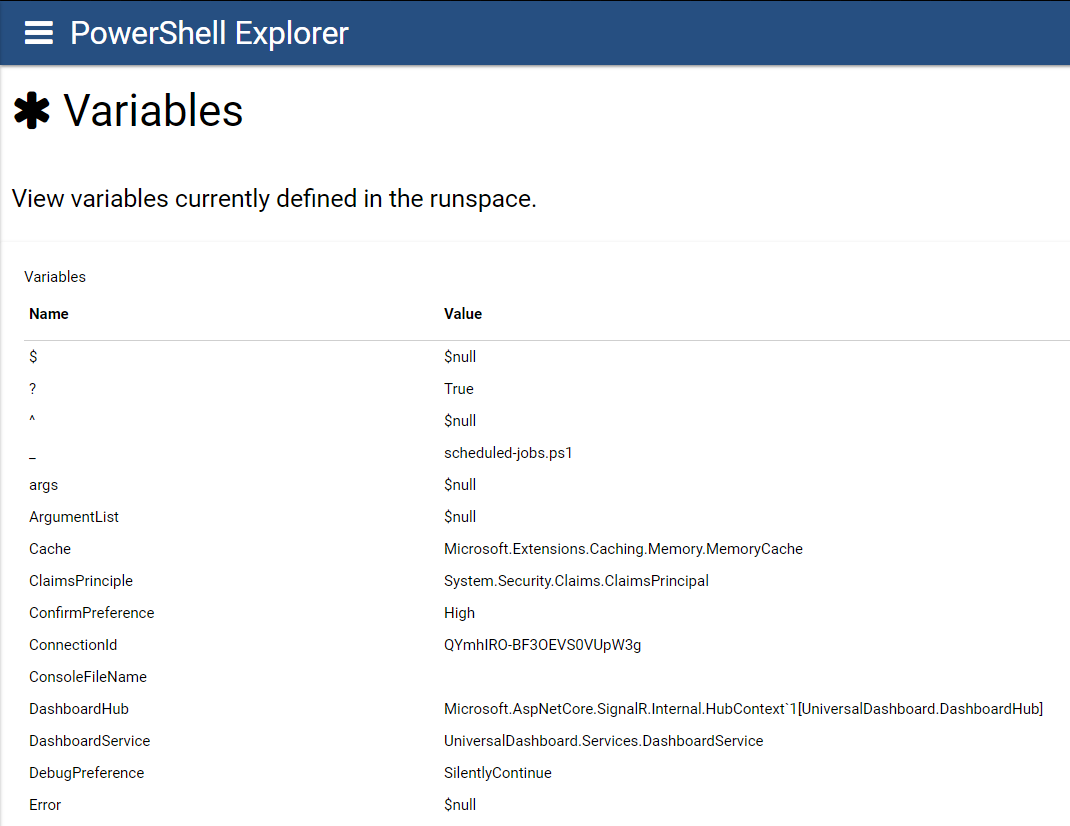 PowerShell Explorer
Variables
View variables currently defined in the runspace.
Variables
Name Value
$ $null
? True
^ $null
_ scheduled-jobs.ps1
args $null
ArgumentList $null
Cache Microsoft.Extensions.Caching.Memory.MemoryCache
ClaimsPrinciple System.Security.Claims.ClaimsPrincipal
ConfirmPreference High
ConnectionId QYmhIRO-BF3OEVS0VUpW3g
ConsoleFileName
DashboardHub Microsoft.AspNetCore.SignalR.Internal.HubContext`1[UniversalDashboard.DashboardHub]
DashboardService UniversalDashboard.Services.DashboardService
DebugPreference SilentlyContinue
Error $null